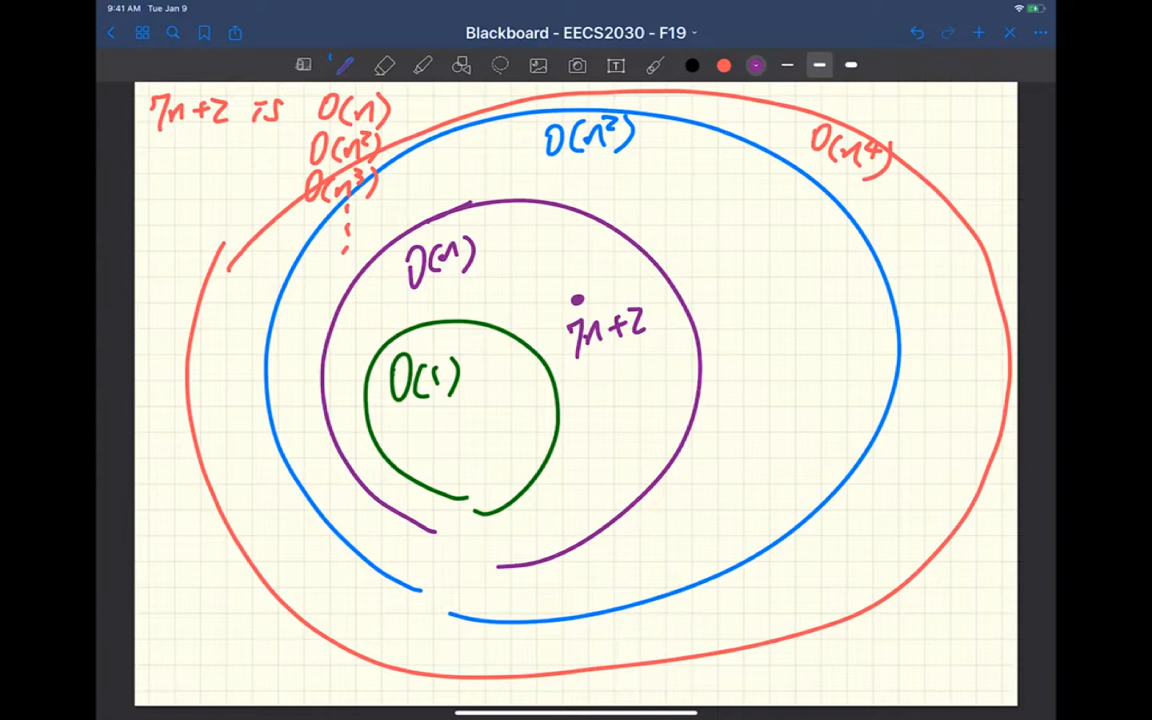 9:41 AM Tue Jan 9
Blackboard - EECS2030 - F19
7n+2 is O(n)
O(n²)
O(n³)
O(n²)
O(n⁴)
O(n)
7n+2
O(1)